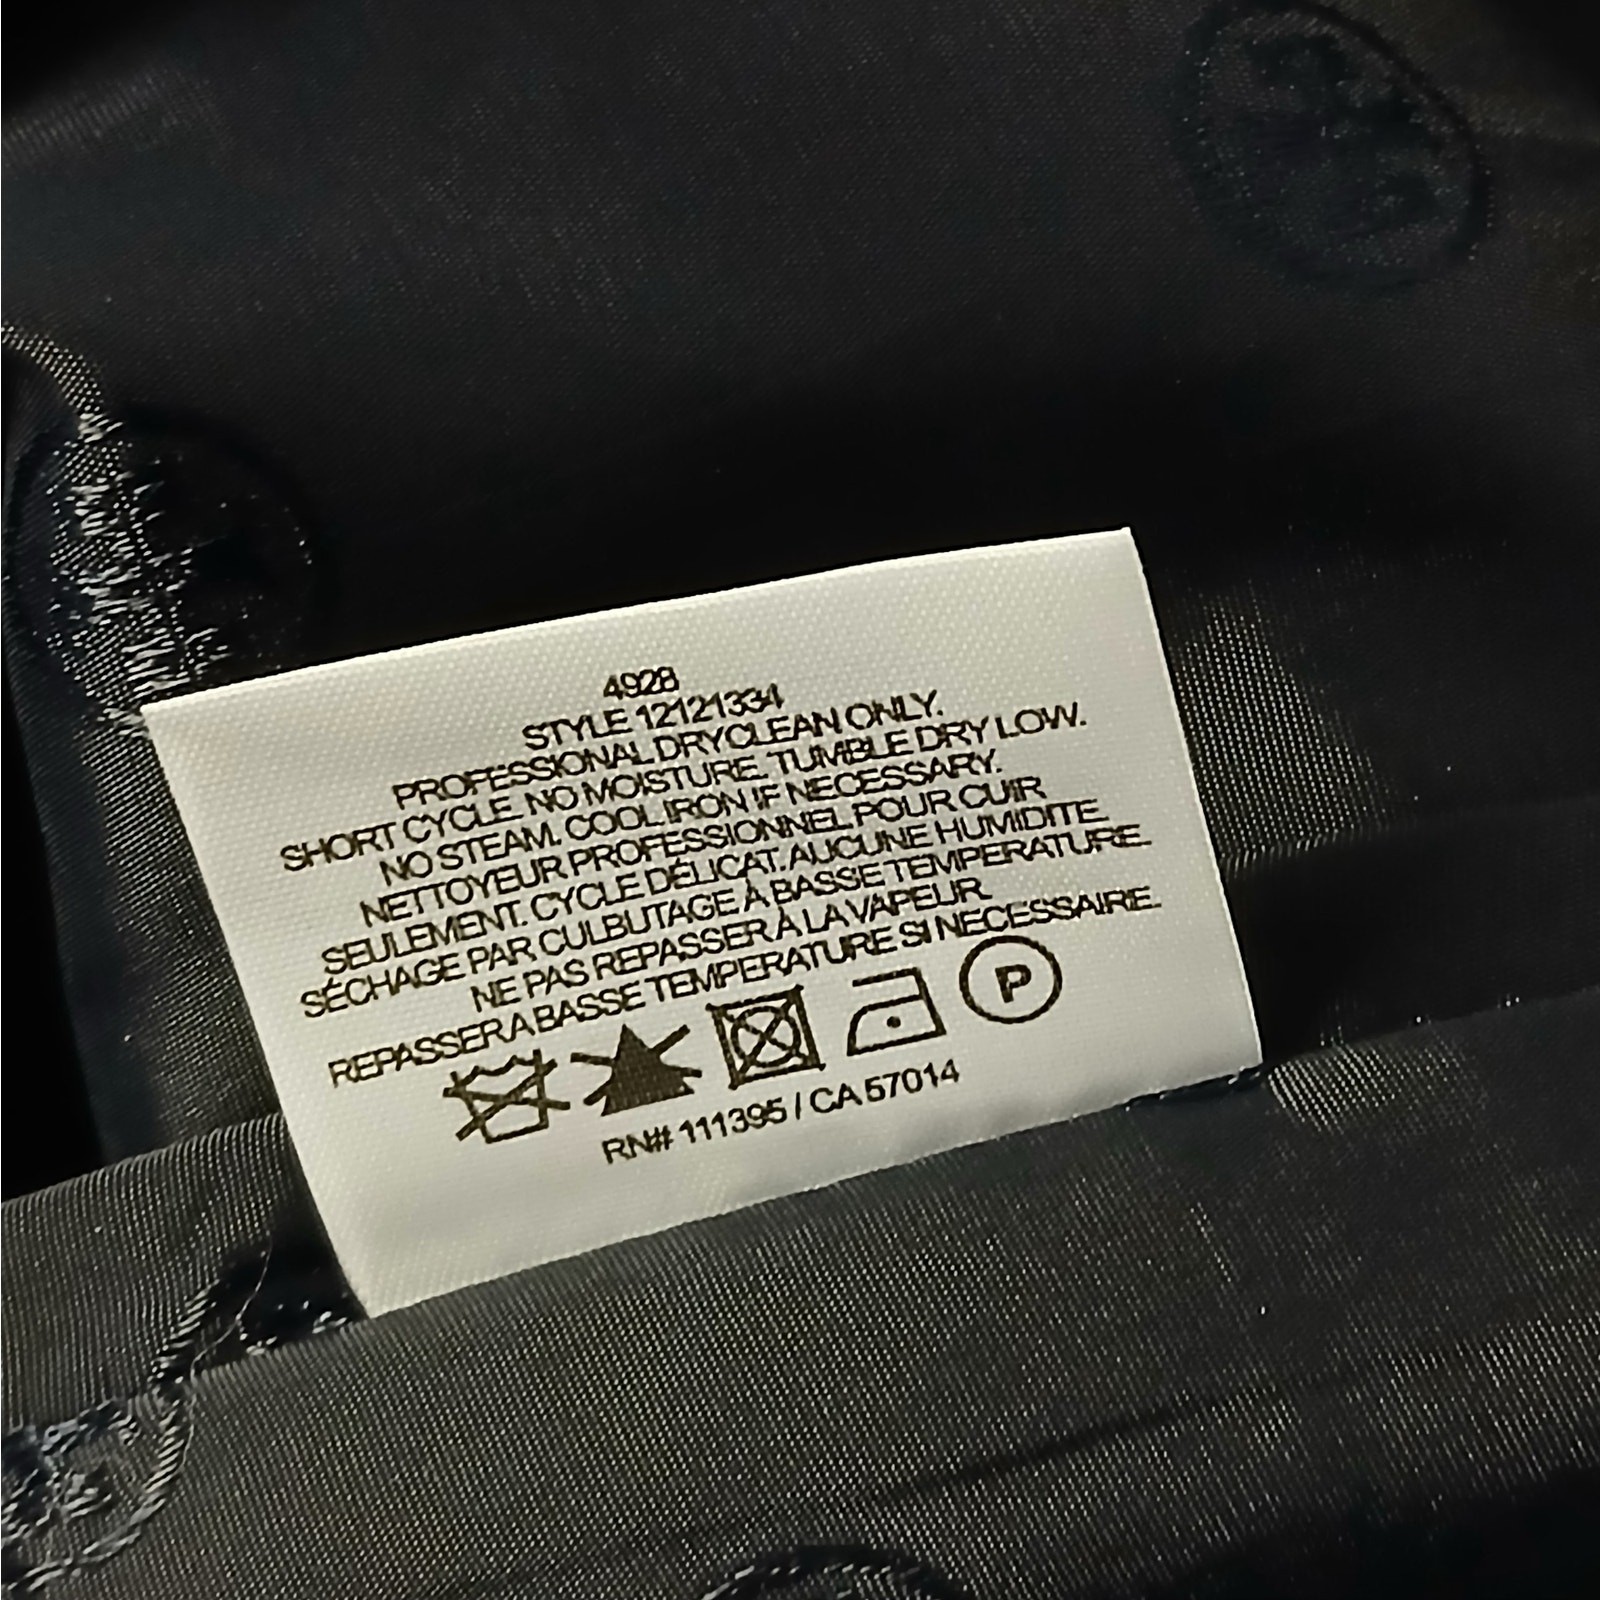 4928
STYLE 12121334
PROFESSIONAL DRYCLEAN ONLY.
SHORT CYCLE. NO MOISTURE. TUMBLE DRY LOW.
NO STEAM. COOL IRON IF NECESSARY.
NETTOYEUR PROFESSIONNEL POUR CUIR
SEULEMENT. CYCLE DÉLICAT. AUCUNE HUMIDITE.
SÉCHAGE PAR CULBUTAGE À BASSE TEMPERATURE.
NE PAS REPASSER À LA VAPEUR.
REPASSER A BASSE TEMPERATURE SI NECESSAIRE.
P
RN# 111395 / CA 57014